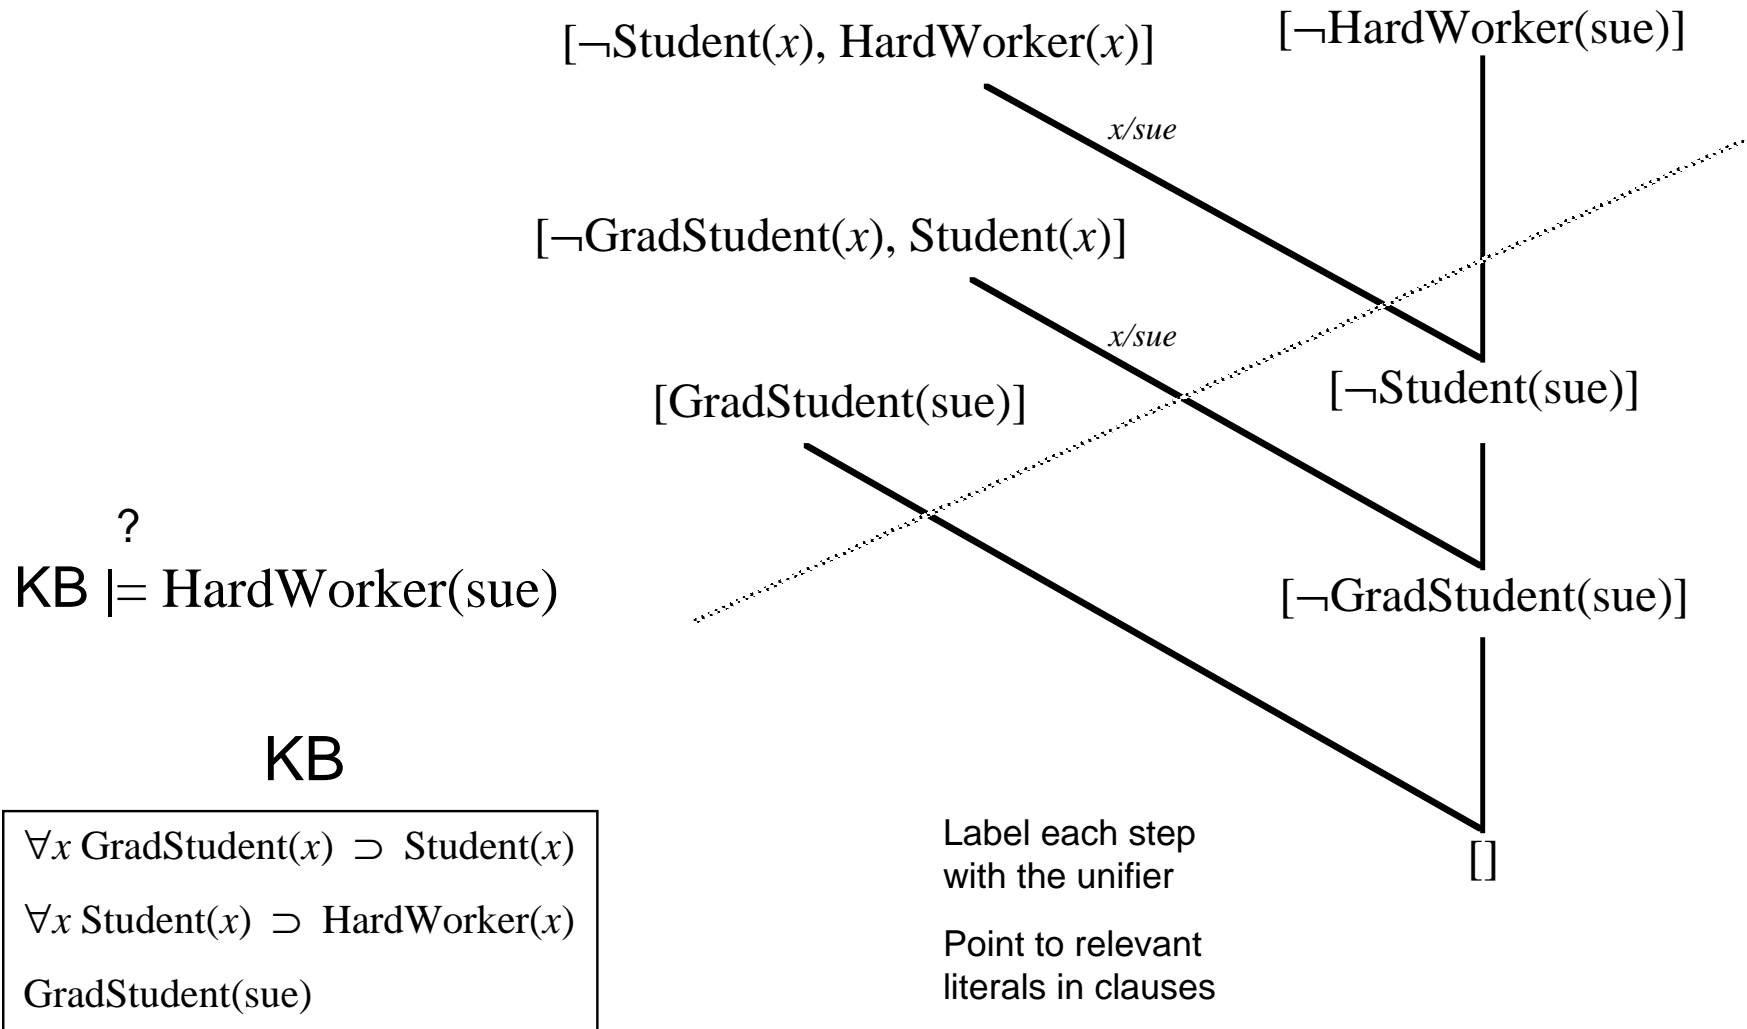 [¬Student(x), HardWorker(x)]
[¬HardWorker(sue)]
x/sue
[¬GradStudent(x), Student(x)]
x/sue
[GradStudent(sue)]
[¬Student(sue)]
?
KB |= HardWorker(sue)
[¬GradStudent(sue)]
KB
∀x GradStudent(x) ⊃ Student(x)
∀x Student(x) ⊃ HardWorker(x)
GradStudent(sue)
Label each step
with the unifier
Point to relevant
literals in clauses
[]